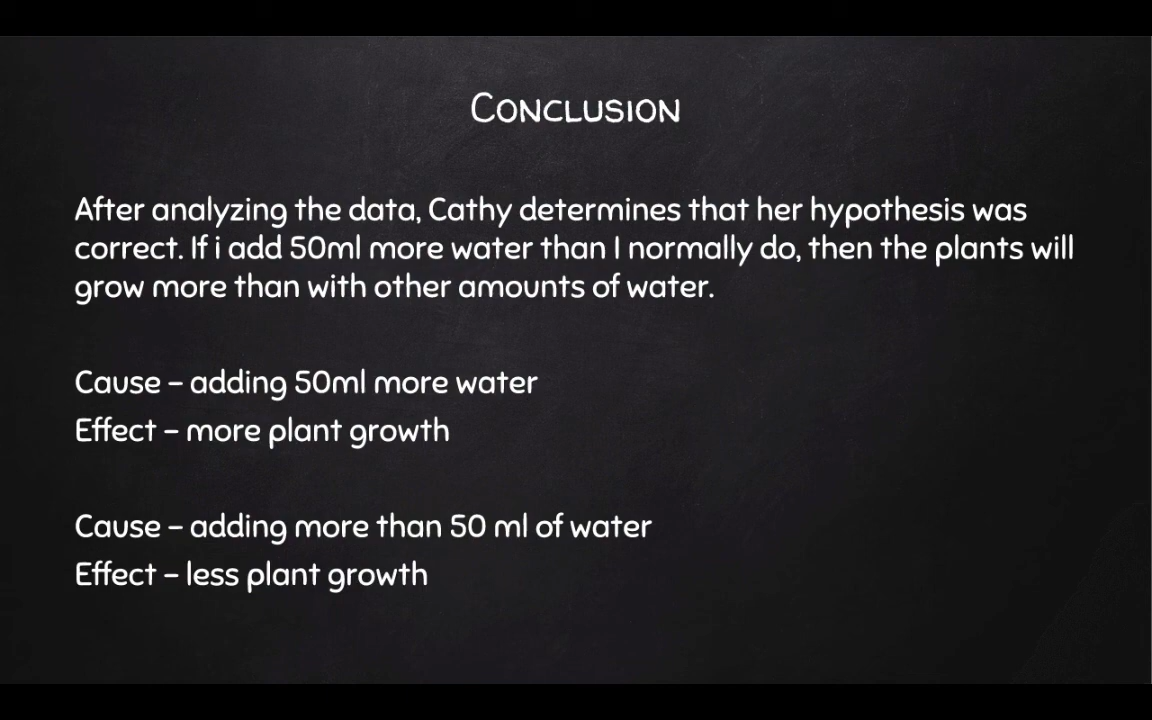 Conclusion
After analyzing the data, Cathy determines that her hypothesis was
correct. If i add 50ml more water than I normally do, then the plants will
grow more than with other amounts of water.
Cause - adding 50ml more water
Effect - more plant growth
Cause - adding more than 50 ml of water
Effect - less plant growth